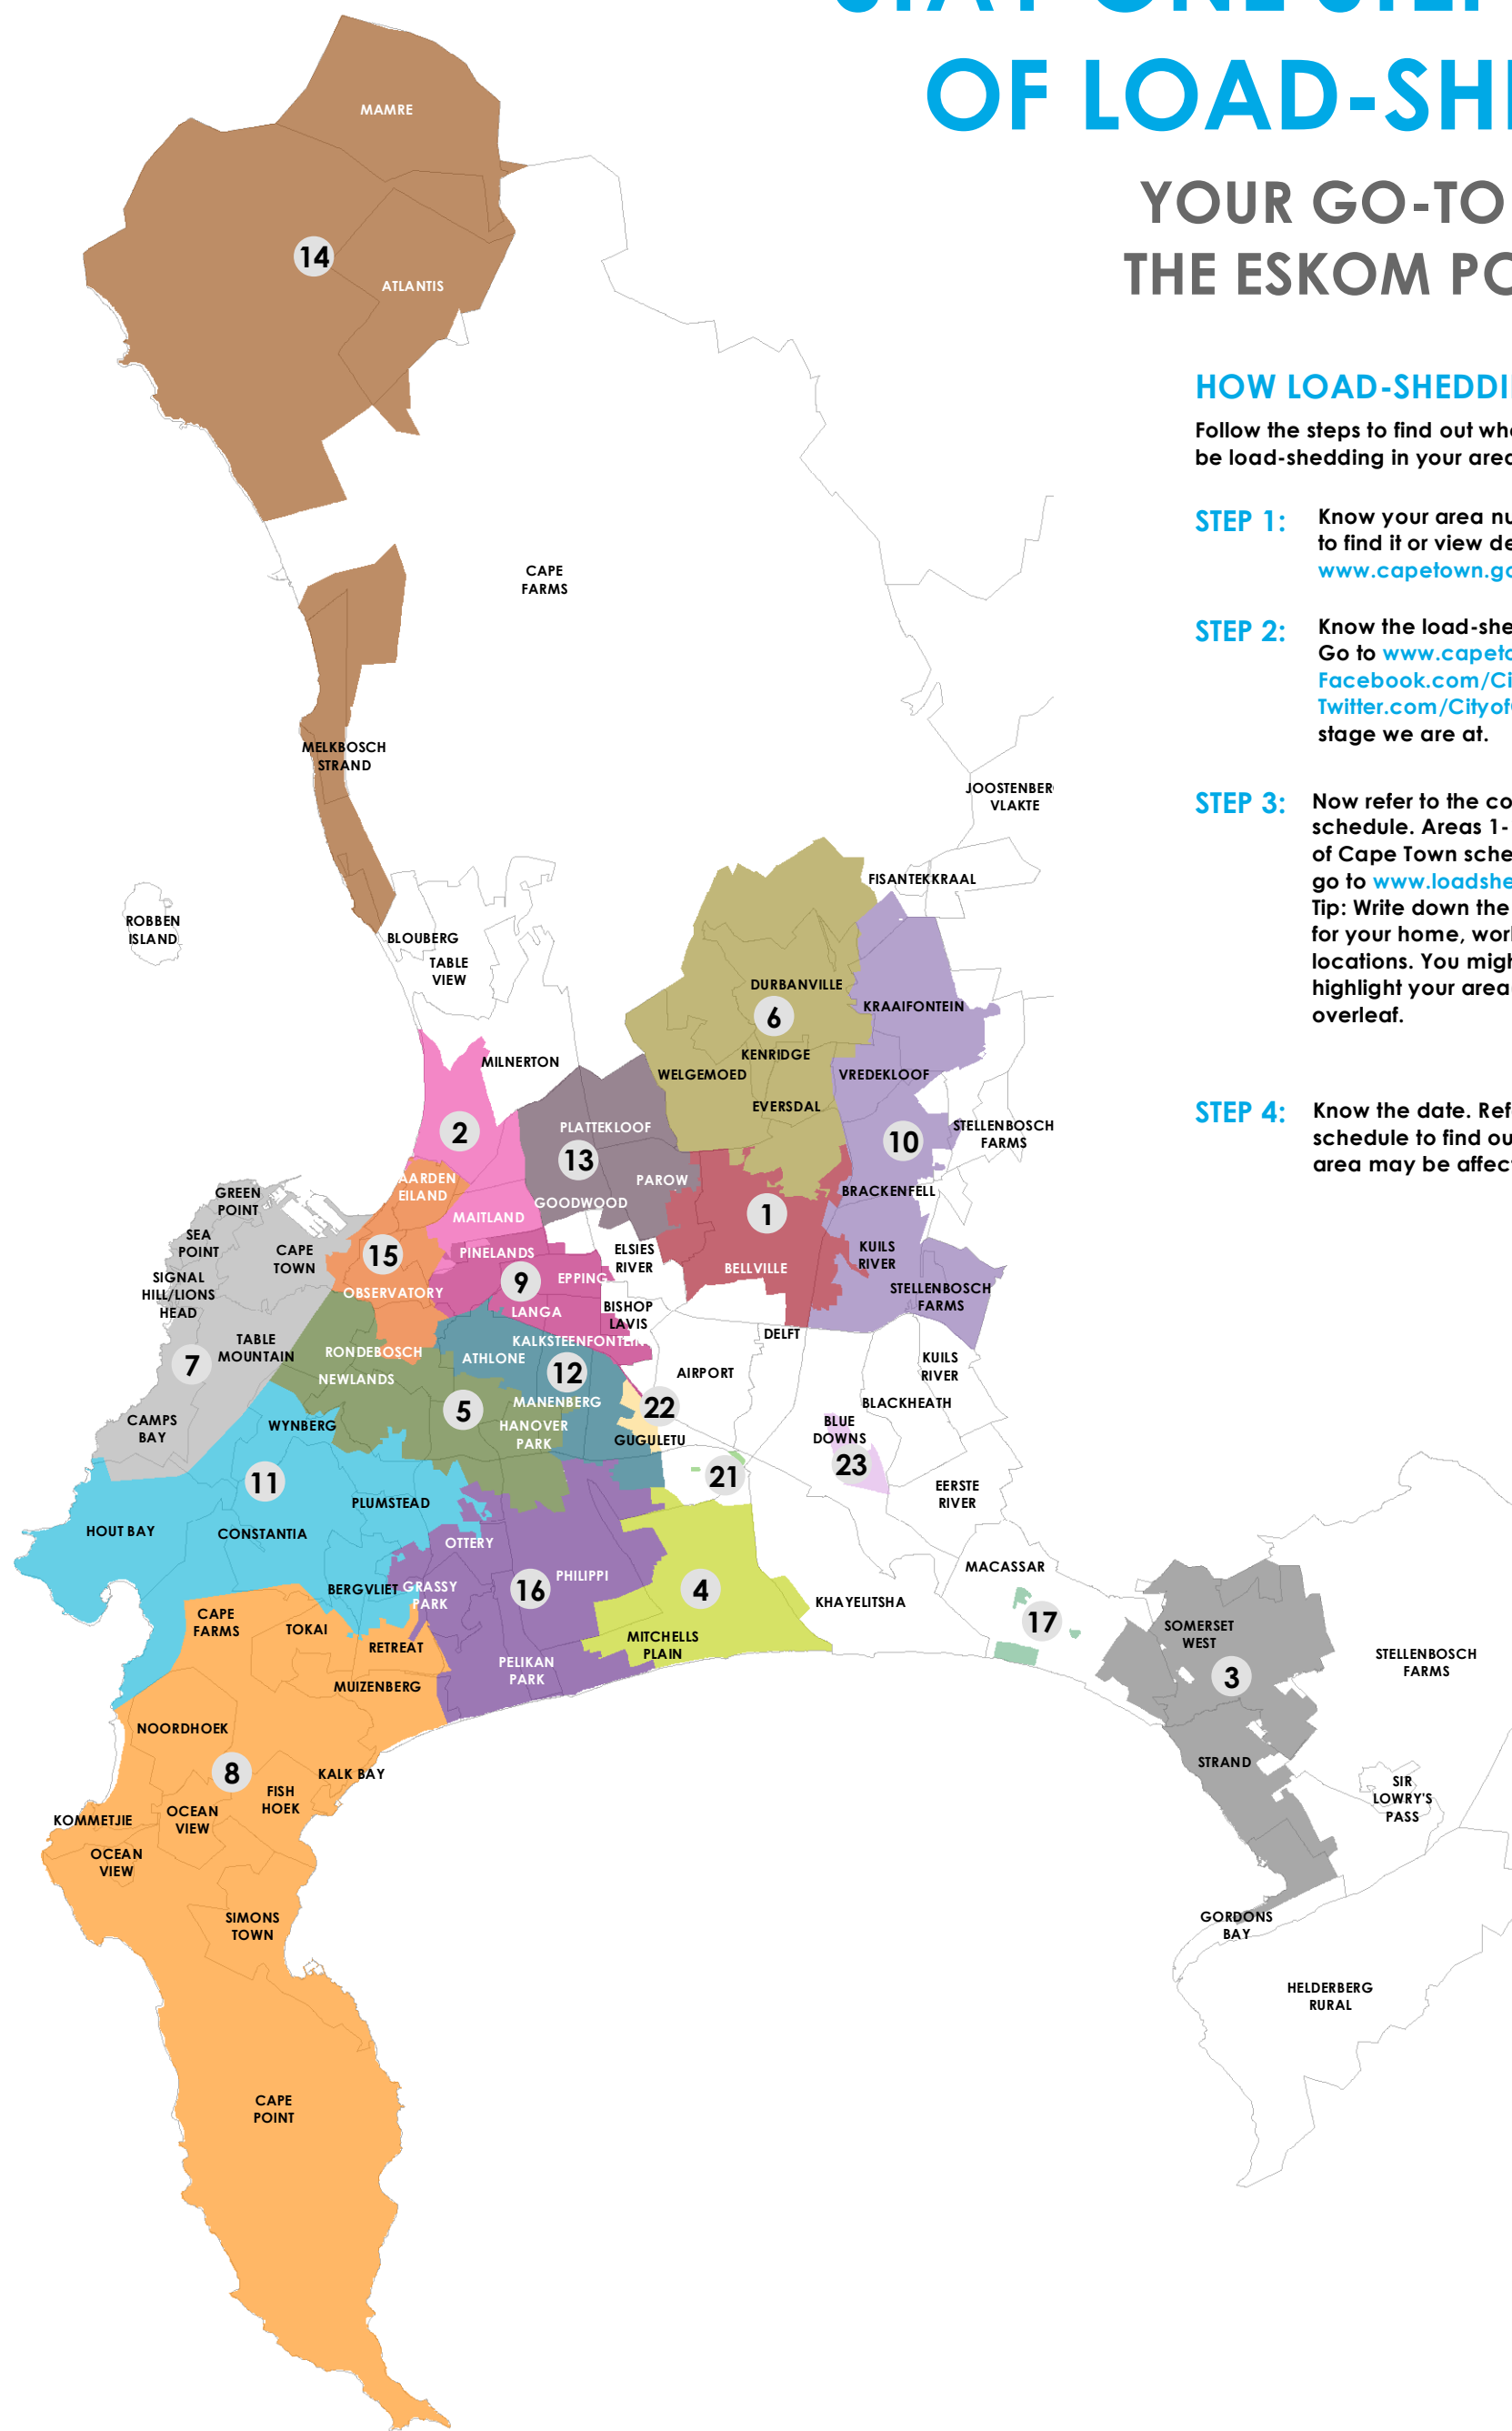 OF LOAD-SHE
YOUR GO-TO
THE ESKOM PO
HOW LOAD-SHEDDI
Follow the steps to find out whe
be load-shedding in your area
STEP 1:
Know your area nu
to find it or view de
www.capetown.go
STEP 2:
Know the load-she
Go to www.capeto
Facebook.com/Ci
Twitter.com/Cityof
stage we are at.
STEP 3:
Now refer to the co
schedule. Areas 1-
of Cape Town sche
go to www.loadshe
Tip: Write down the
for your home, worl
locations. You migh
highlight your area
overleaf.
STEP 4:
Know the date. Ref
schedule to find ou
area may be affect
MAMRE
14
ATLANTIS
CAPE
FARMS
MELKBOSCH
STRAND
JOOSTENBER
VLAKTE
FISANTEKKRAAL
ROBBEN
ISLAND
BLOUBERG
TABLE
VIEW
DURBANVILLE
6
KRAAIFONTEIN
MILNERTON
KENRIDGE
WELGEMOED
VREDEKLOOF
EVERSDAL
2
PLATTEKLOOF
13
10
STELLENBOSCH
FARMS
PAROW
AARDEN
EILAND
GREEN
POINT
BRACKENFELL
GOODWOOD
MAITLAND
1
SEA
POINT
CAPE
TOWN
15
PINELANDS
ELSIES
RIVER
KUILS
RIVER
BELLVILLE
SIGNAL
HILL/LIONS
HEAD
9
EPPING
OBSERVATORY
STELLENBOSCH
FARMS
LANGA
BISHOP
LAVIS
DELFT
KALKSTEENFONTEIN
TABLE
MOUNTAIN
RONDEBOSCH
ATHLONE
7
NEWLANDS
12
AIRPORT
KUILS
RIVER
MANENBERG
5
22
BLACKHEATH
CAMPS
BAY
WYNBERG
HANOVER
PARK
GUGULETU
BLUE
DOWNS
23
21
11
EERSTE
RIVER
PLUMSTEAD
HOUT BAY
CONSTANTIA
OTTERY
MACASSAR
PHILIPPI
16
4
BERGVLIET
GRASSY
PARK
KHAYELITSHA
CAPE
FARMS
TOKAI
17
SOMERSET
WEST
RETREAT
MITCHELLS
PLAIN
STELLENBOSCH
FARMS
PELIKAN
PARK
3
MUIZENBERG
NOORDHOEK
STRAND
8
KALK BAY
FISH
HOEK
SIR
LOWRY'S
PASS
KOMMETJIE
OCEAN
VIEW
OCEAN
VIEW
SIMONS
TOWN
GORDONS
BAY
HELDERBERG
RURAL
CAPE
POINT